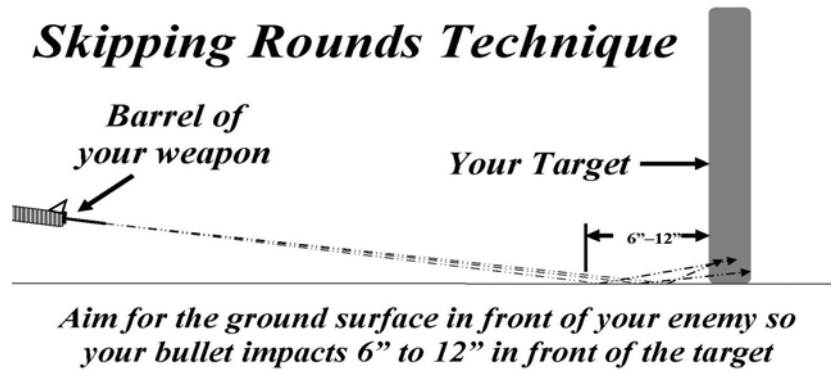 Skipping Rounds Technique
Barrel of
your weapon
Your Target
6”–12”
Aim for the ground surface in front of your enemy so
your bullet impacts 6” to 12” in front of the target